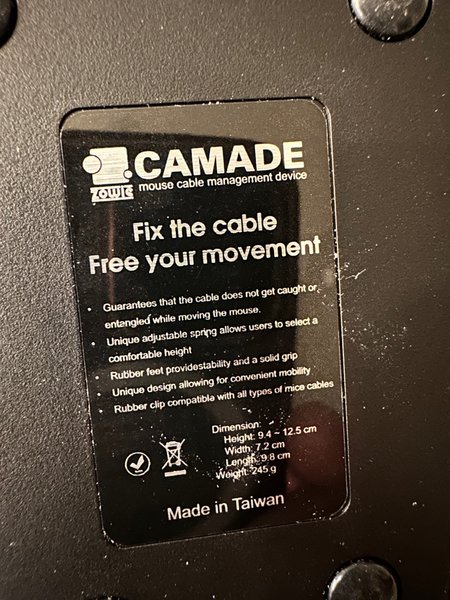 zowie
CAMADE
mouse cable management device
Fix the cable
Free your movement
• Guarantees that the cable does not get caught or
entangled while moving the mouse.
• Unique adjustable spring allows users to select a
comfortable height
• Rubber feet providestability and a solid grip
• Unique design allowing for convenient mobility
• Rubber clip compatible with all types of mice cables
Dimension:
Height: 9.4 ~ 12.5 cm
Width: 7.2 cm
Length: 9.8 cm
Weight: 245 g
Made in Taiwan